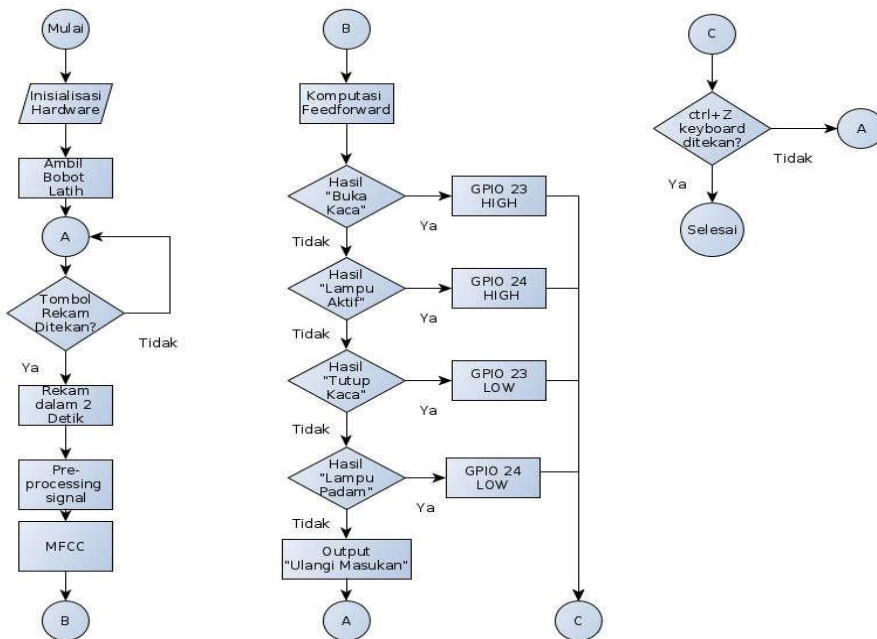 Mulai
Inisialisasi
Hardware
Ambil
Bobot
Latih
A
Tombol
Rekam
Ditekan?
Tidak
Ya
Rekam
dalam 2
Detik
Pre-
processing
signal
MFCC
B
B
Komputasi
Feedforward
Hasil
"Buka
Kaca"
Ya
GPIO 23
HIGH
Tidak
Hasil
"Lampu
Aktif"
Ya
GPIO 24
HIGH
Tidak
Hasil
"Tutup
Kaca"
Ya
GPIO 23
LOW
Tidak
Hasil
"Lampu
Padam"
Ya
GPIO 24
LOW
Tidak
Output
"Ulangi Masukan"
A
C
C
ctrl+Z
keyboard
ditekan?
Tidak
A
Ya
Selesai